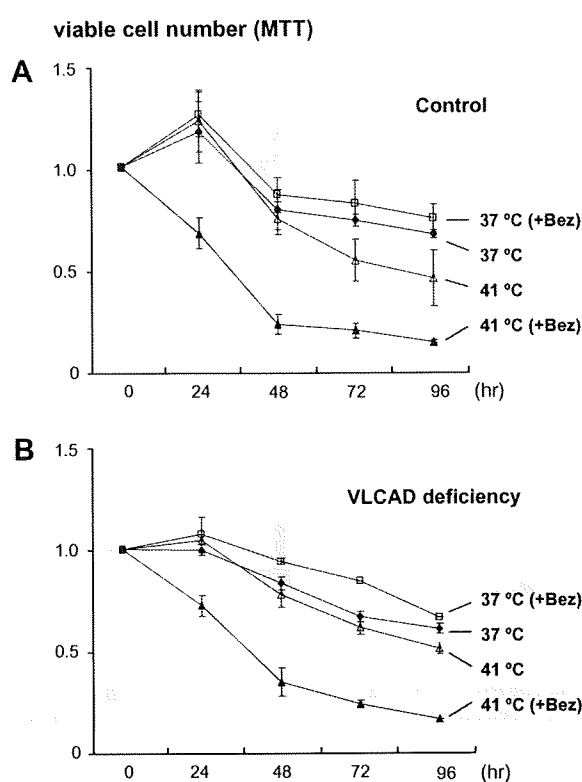 viable cell number (MTT)
A
1.5
Control
1.0
37 ºC (+Bez)
37 ºC
0.5
41 ºC
41 ºC (+Bez)
0
0 24 48 72 96 (hr)
B
1.5
VLCAD deficiency
1.0
37 ºC (+Bez)
37 ºC
0.5
41 ºC
41 ºC (+Bez)
0
0 24 48 72 96 (hr)